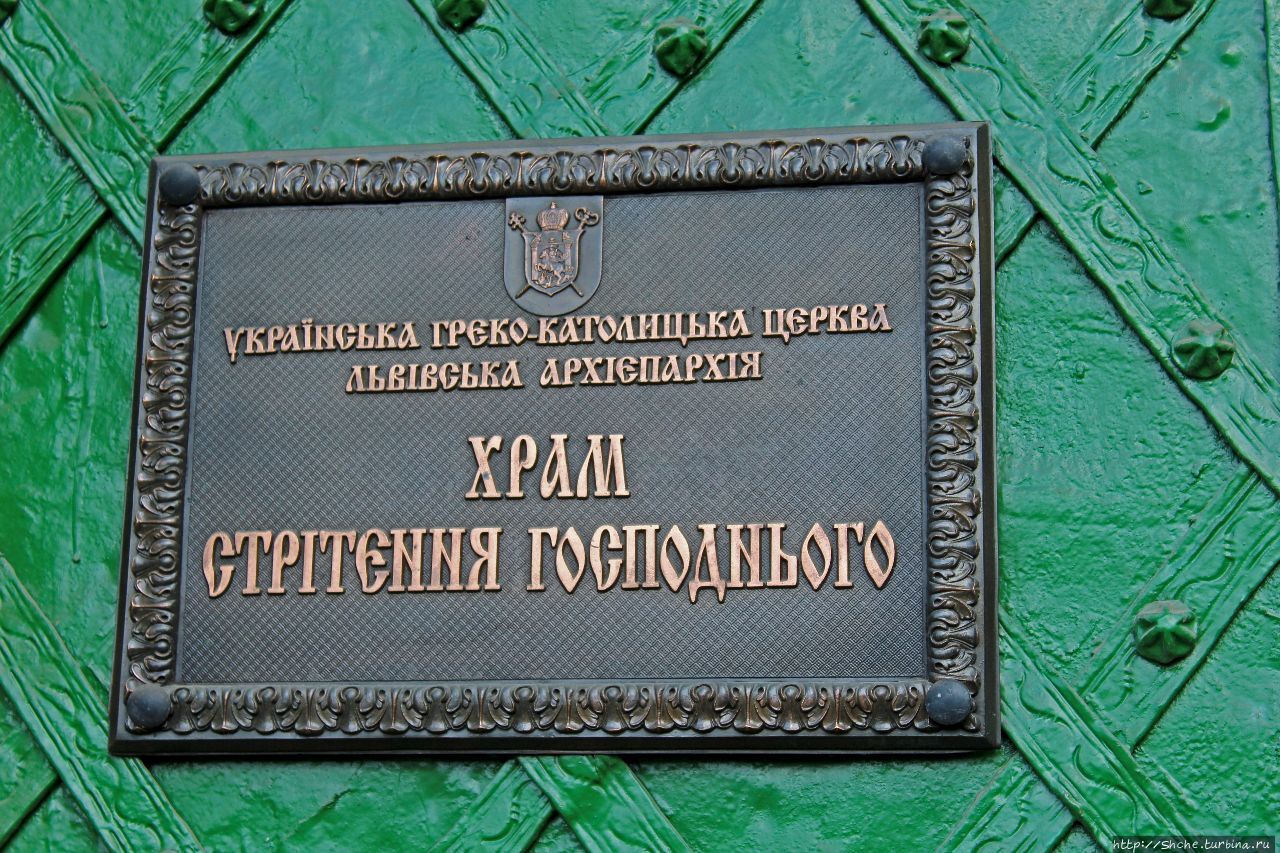 УКРАЇНСЬКА ГРЕКО-КАТОЛИЦЬКА ЦЕРКВА
ЛЬВІВСЬКА АРХІЄПАРХІЯ
ХРАМ
СТРІТЕННЯ ГОСПОДНЬОГО
http://Shche.turbina.ru